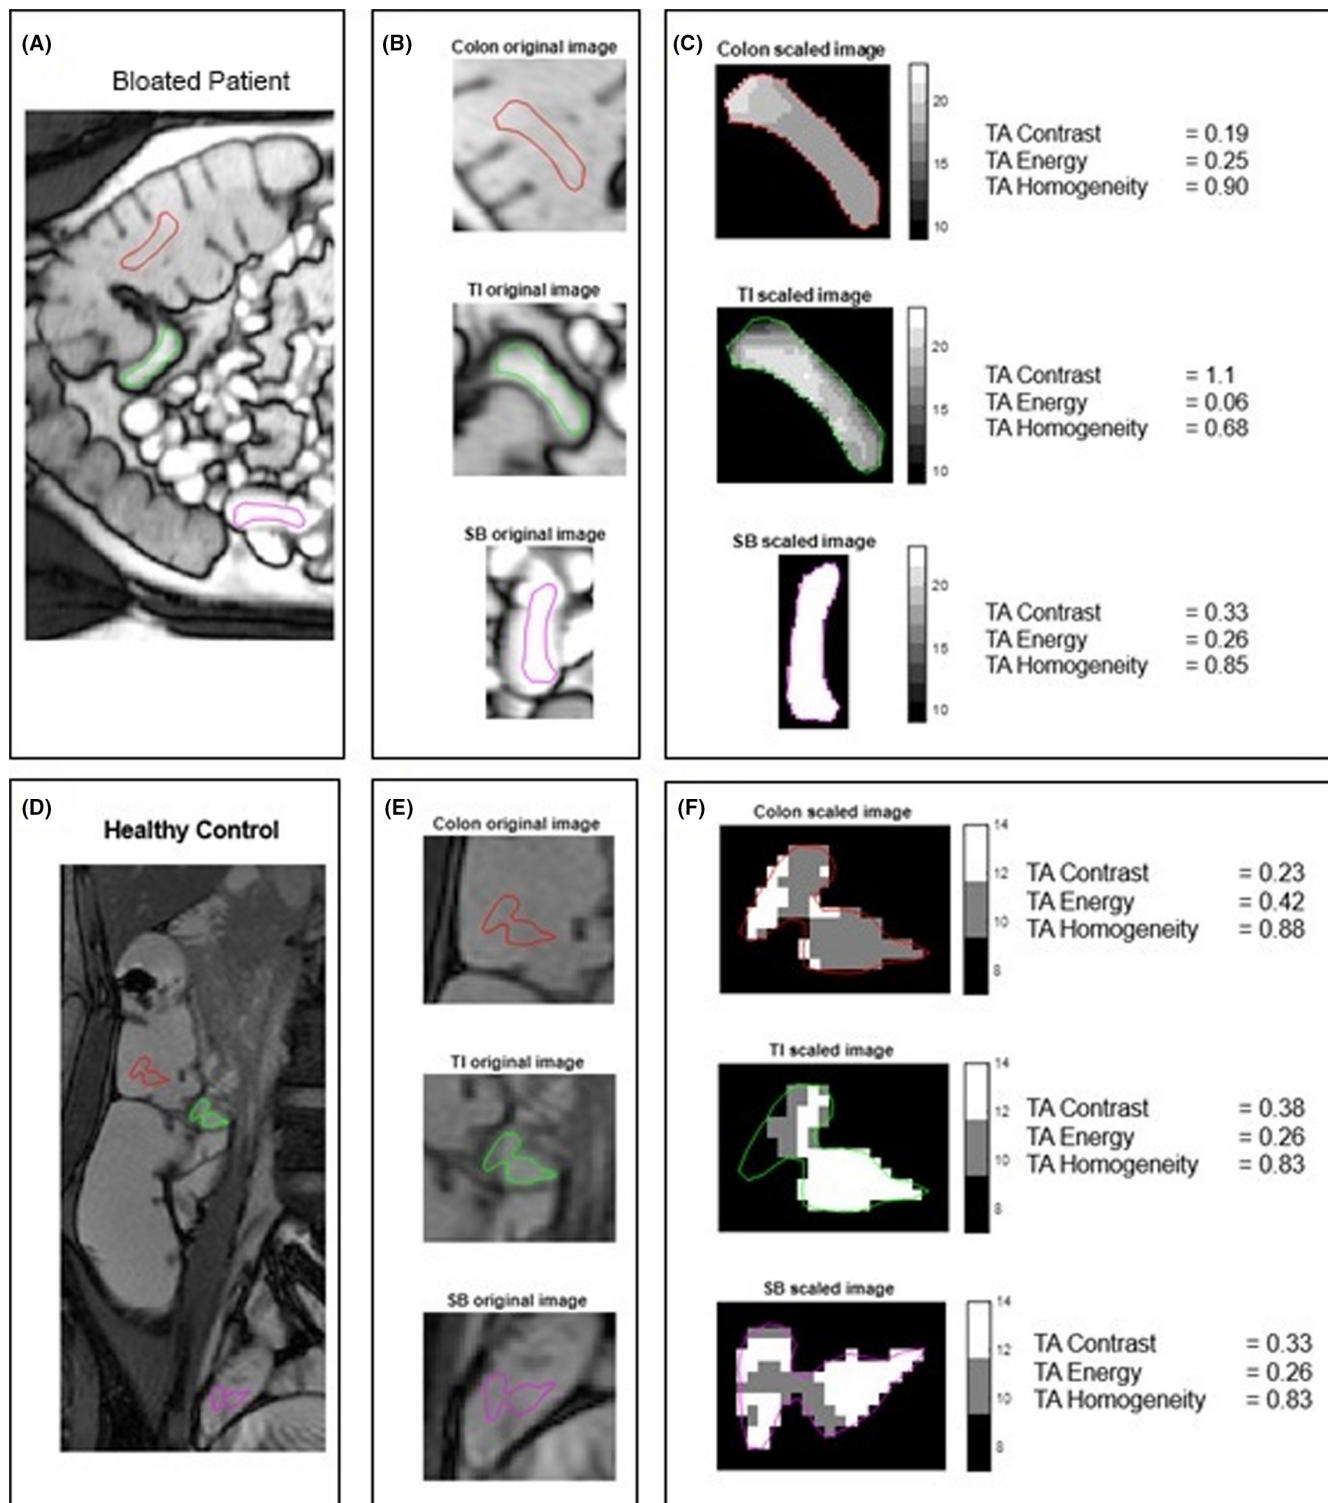 (A)
Bloated Patient
(B)
Colon original image
TI original image
SB original image
(C)
Colon scaled image
20
15
10
TA Contrast = 0.19
TA Energy = 0.25
TA Homogeneity = 0.90
TI scaled image
20
15
10
TA Contrast = 1.1
TA Energy = 0.06
TA Homogeneity = 0.68
SB scaled image
20
15
10
TA Contrast = 0.33
TA Energy = 0.26
TA Homogeneity = 0.85
(D)
Healthy Control
(E)
Colon original image
TI original image
SB original image
(F)
Colon scaled image
14
12
10
8
TA Contrast = 0.23
TA Energy = 0.42
TA Homogeneity = 0.88
TI scaled image
14
12
10
8
TA Contrast = 0.38
TA Energy = 0.26
TA Homogeneity = 0.83
SB scaled image
14
12
10
8
TA Contrast = 0.33
TA Energy = 0.26
TA Homogeneity = 0.83